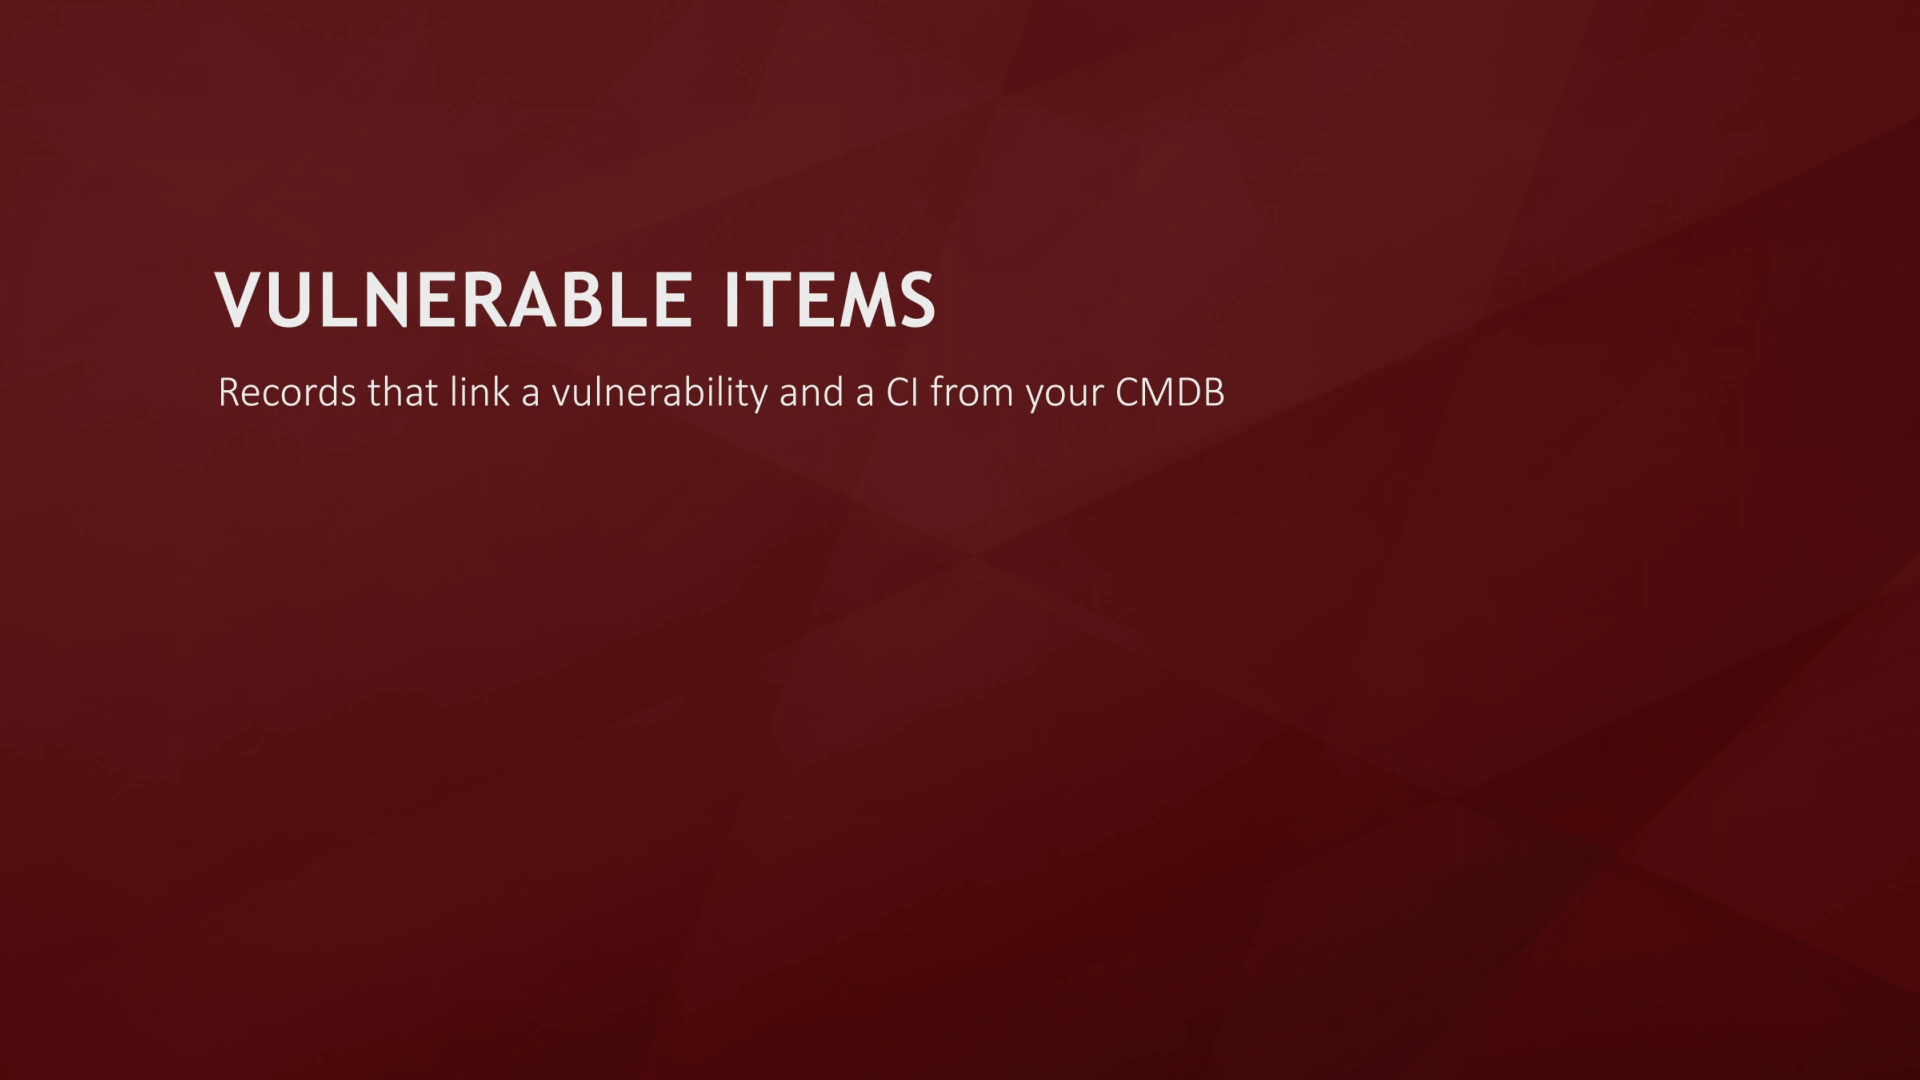 VULNERABLE ITEMS
Records that link a vulnerability and a CI from your CMDB